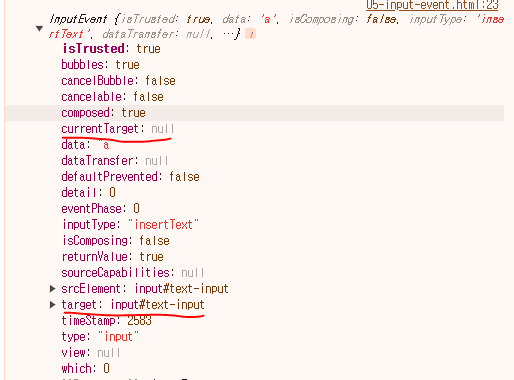 05-input-event.html:23
InputEvent {isTrusted: true, data: 'a', isComposing: false, inputType: 'inse
rtText', dataTransfer: null, …} i
isTrusted: true
bubbles: true
cancelBubble: false
cancelable: false
composed: true
currentTarget: null
data: "a
dataTransfer: null
defaultPrevented: false
detail: 0
eventPhase: 0
inputType: "insertText"
isComposing: false
returnValue: true
sourceCapabilities: null
srcElement: input#text-input
target: input#text-input
timeStamp: 2583
type: "input"
view: null
which: 0